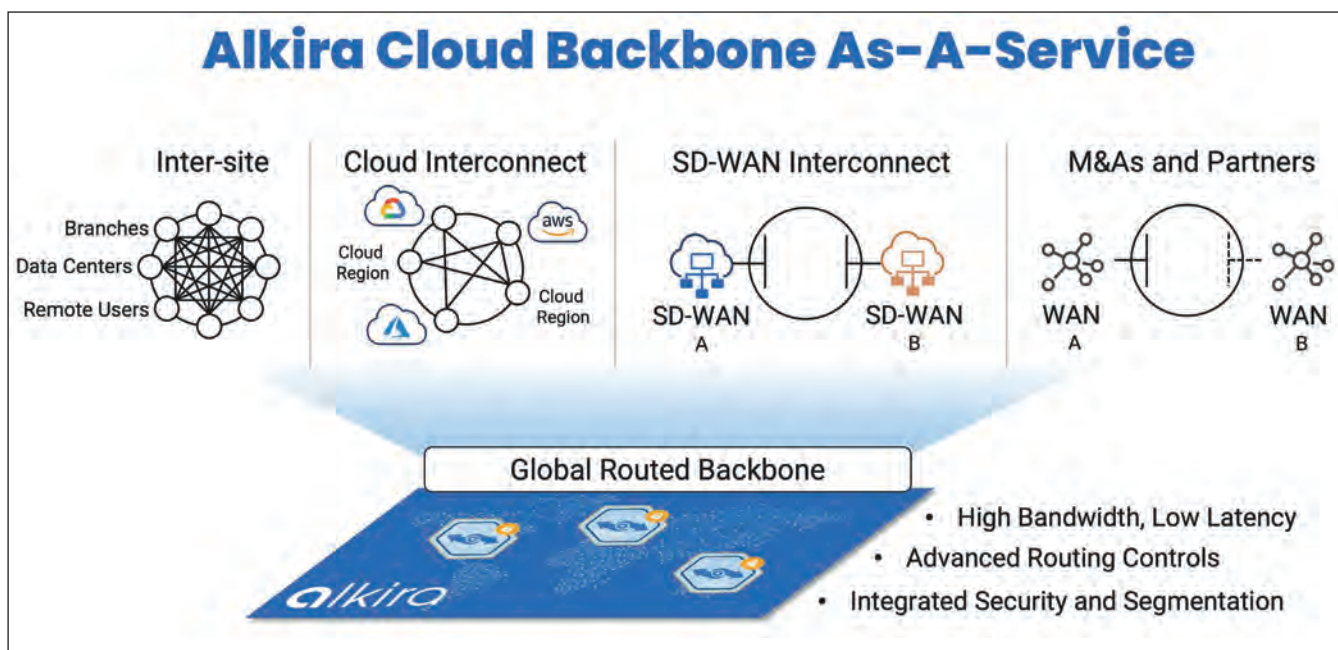 Alkira Cloud Backbone As-A-Service
Inter-site
Branches
Data Centers
Remote Users
Cloud Interconnect
aws
Cloud
Region
Cloud
Region
SD-WAN Interconnect
SD-WAN
A
SD-WAN
B
M&As and Partners
WAN
A
WAN
B
Global Routed Backbone
alkira
• High Bandwidth, Low Latency
• Advanced Routing Controls
• Integrated Security and Segmentation